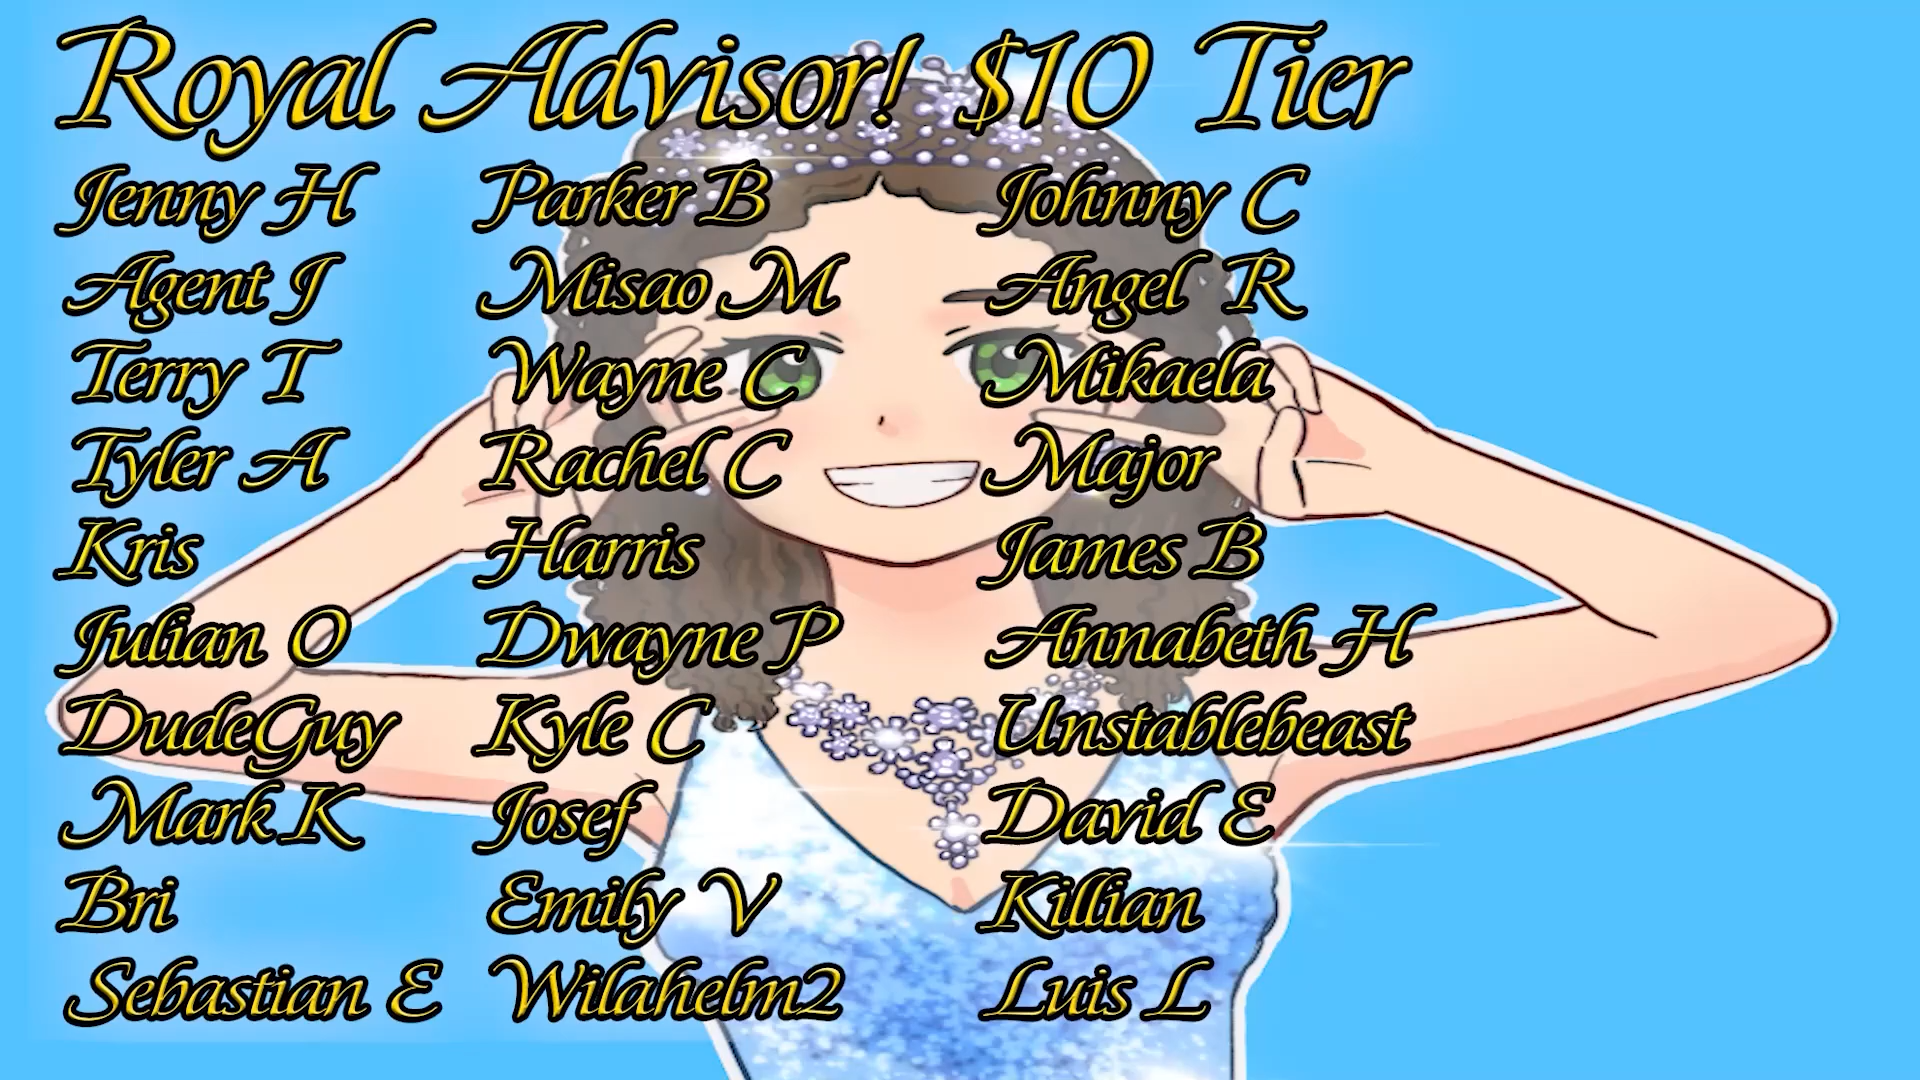 Royal Advisor! $10 Tier
Jenny H Parker B Johnny C
Agent J Misao M Angel R
Terry T Wayne C Mikaela
Tyler A Rachel C Major
Kris Harris James B
Julian O Dwayne P Annabeth H
DudeGuy Kyle C Unstablebeast
Mark K Josef David E
Bri Emily V Killian
Sebastian E Wilahelm2 Luis L